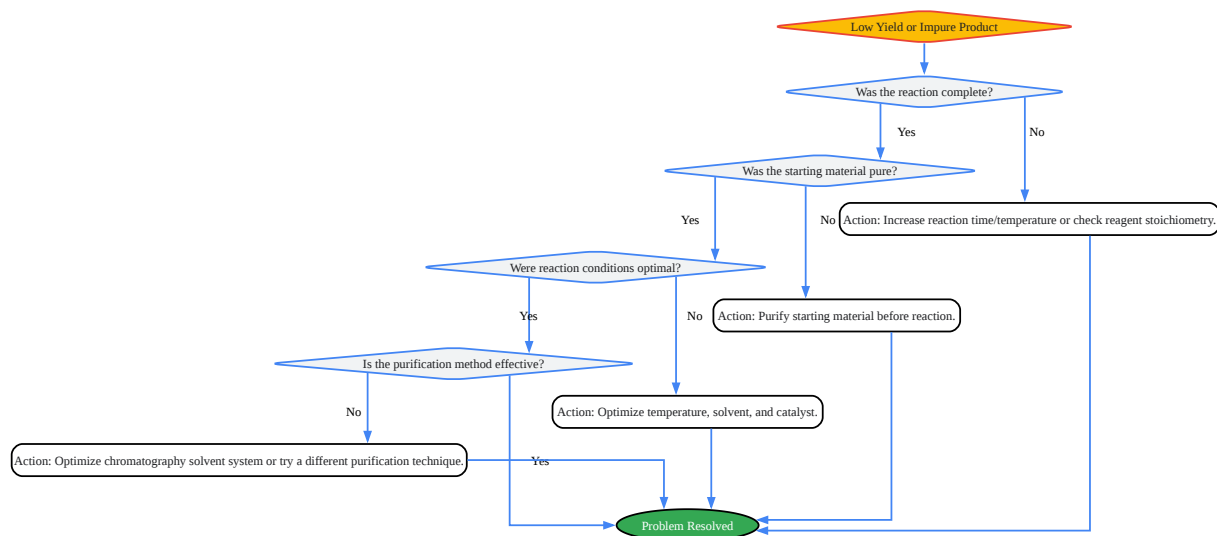 Low Yield or Impure Product
Was the reaction complete?
Yes
No
Was the starting material pure?
Yes
No
Action: Increase reaction time/temperature or check reagent stoichiometry.
Were reaction conditions optimal?
Yes
No
Action: Purify starting material before reaction.
Is the purification method effective?
No
Action: Optimize temperature, solvent, and catalyst.
Action: Optimize chromatography solvent system or try a different purification technique.
Yes
Problem Resolved